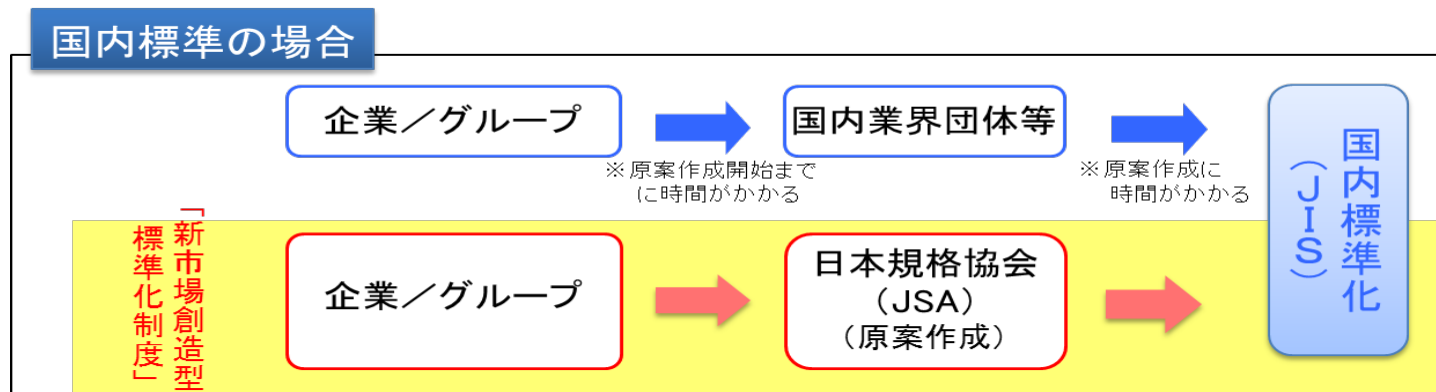 国内標準の場合
企業／グループ
国内業界団体等
※原案作成開始まで
に時間がかかる
※原案作成に
時間がかかる
国内標準化
（ＪＩＳ）
「新市場創造型
標準化制度」
企業／グループ
日本規格協会
（JSA）
（原案作成）